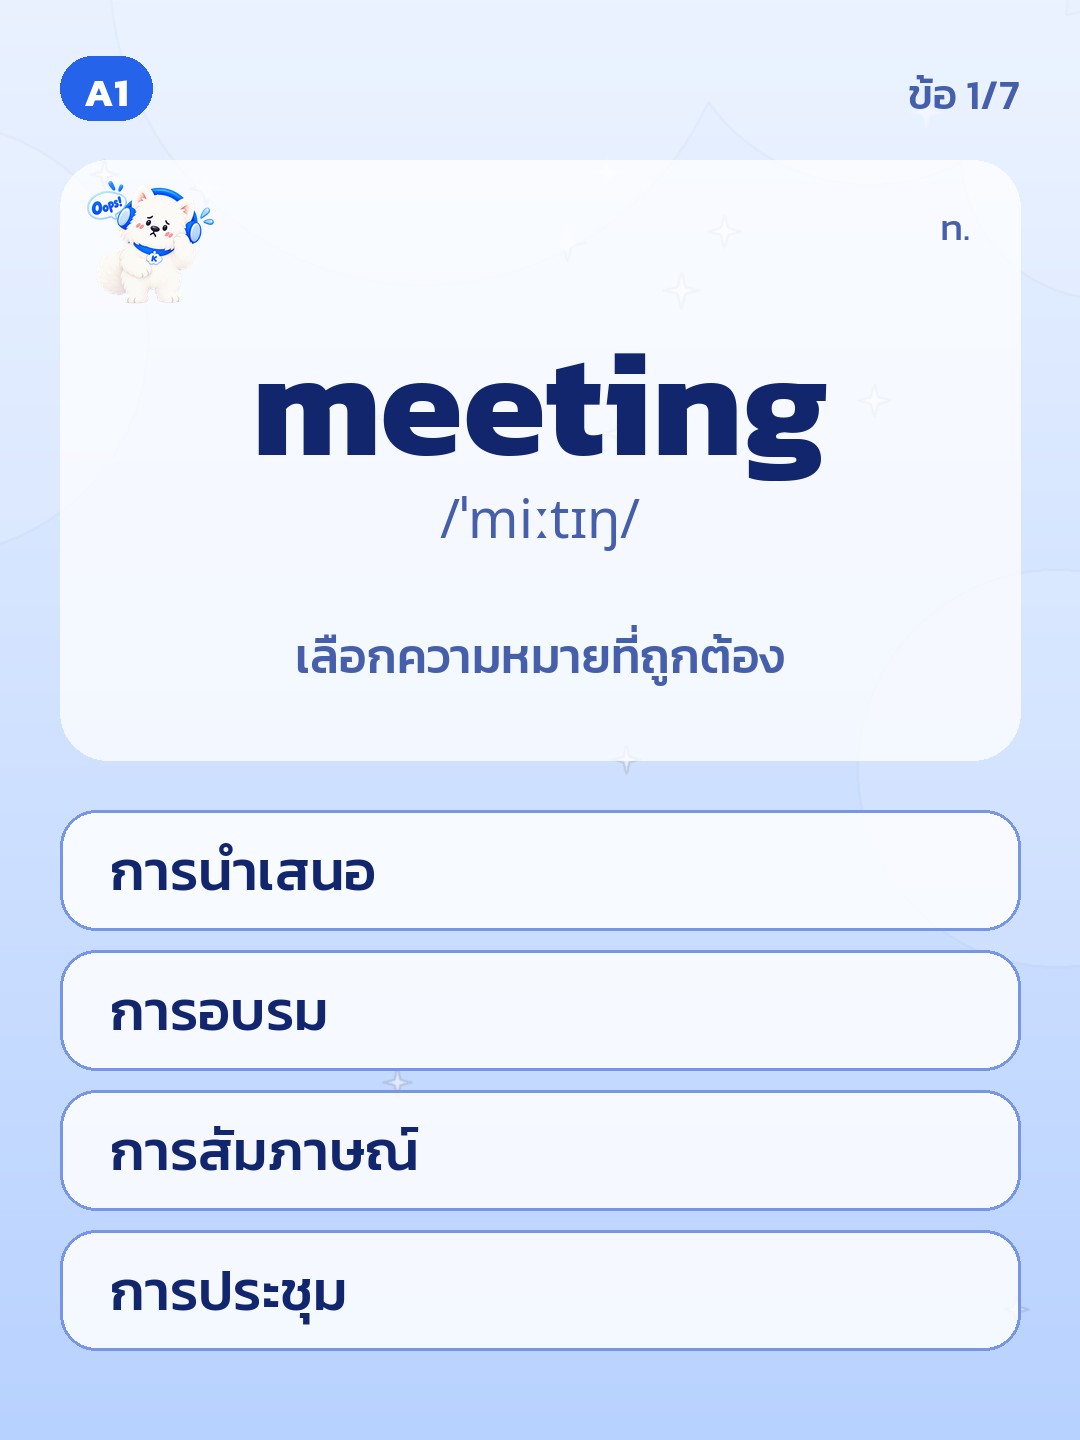 A1
ข้อ 1/7
Oops!
K
n.
meeting
/ˈmiːtɪŋ/
เลือกความหมายที่ถูกต้อง
การนำเสนอ
การอบรม
การสัมภาษณ์
การประชุม